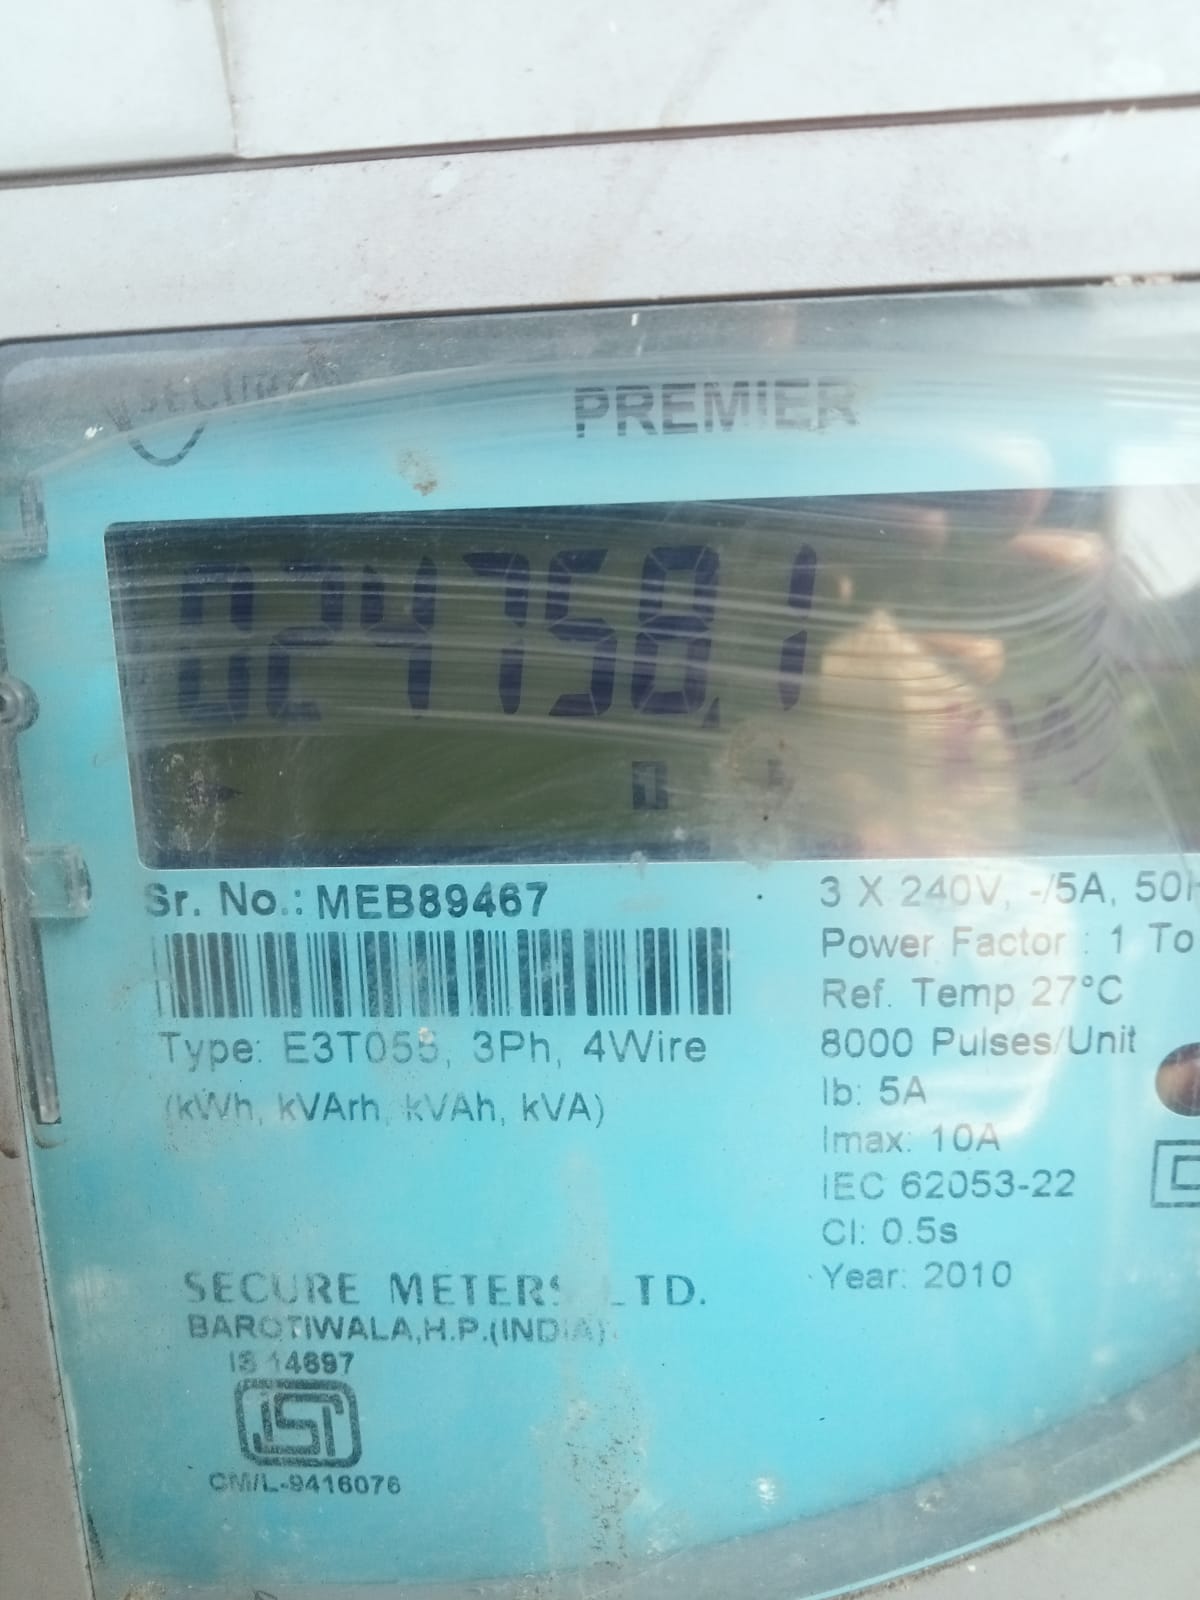 SECURE
PREMIER
024758.1
Sr. No.: MEB89467
Type: E3T055, 3Ph, 4Wire
(kWh, kVArh, kVAh, kVA)
3 X 240V, -/5A,
Power Factor : 1 To
Ref. Temp 27°C
8000 Pulses/Unit
Ib: 5A
Imax: 10A
IEC 62053-22
Cl: 0.5s
Year: 2010
SECURE METERS LTD.
BAROTIWALA,H.P.(INDIA)
IS 14697
CM/L-9416076